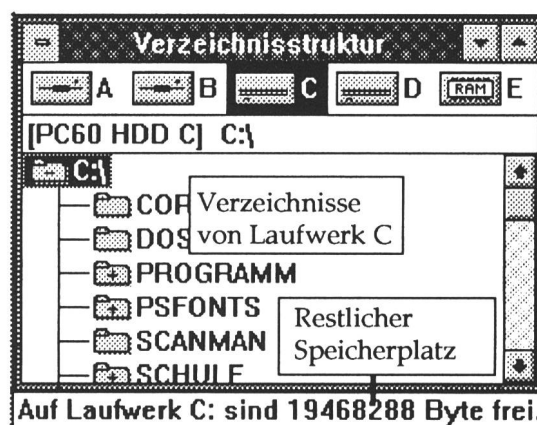 Verzeichnisstruktur
A B C D RAM E
[PC60 HDD C] C:\
C:\
Verzeichnisse
von Laufwerk C
DOS
PROGRAMM
PSFONTS
SCANMAN
SCHULE
Restlicher
Speicherplatz
Auf Laufwerk C: sind 19468288 Byte frei.